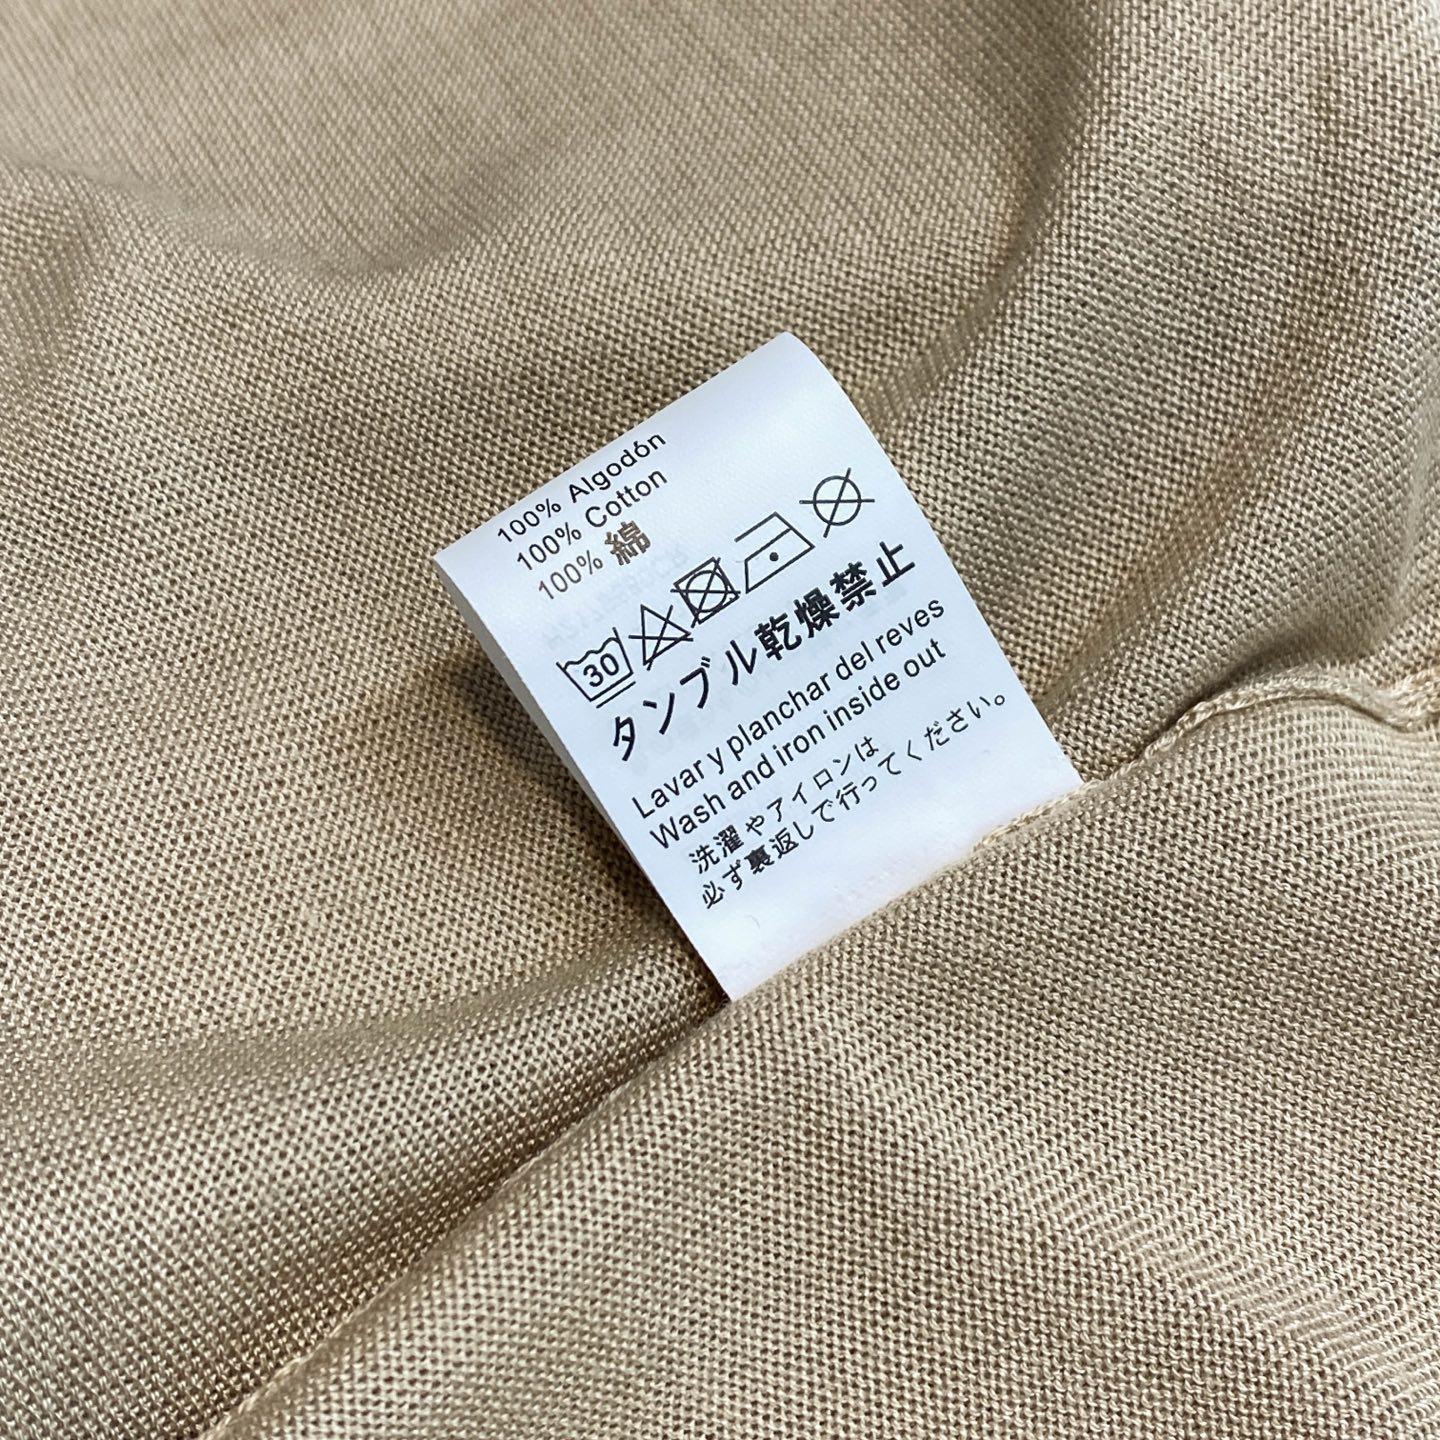 100% Algodón
100% Cotton
100% 綿
30
タンブル乾燥禁止
Lavar y planchar del reves
Wash and iron inside out
洗濯やアイロンは
必ず裏返しで行ってください。